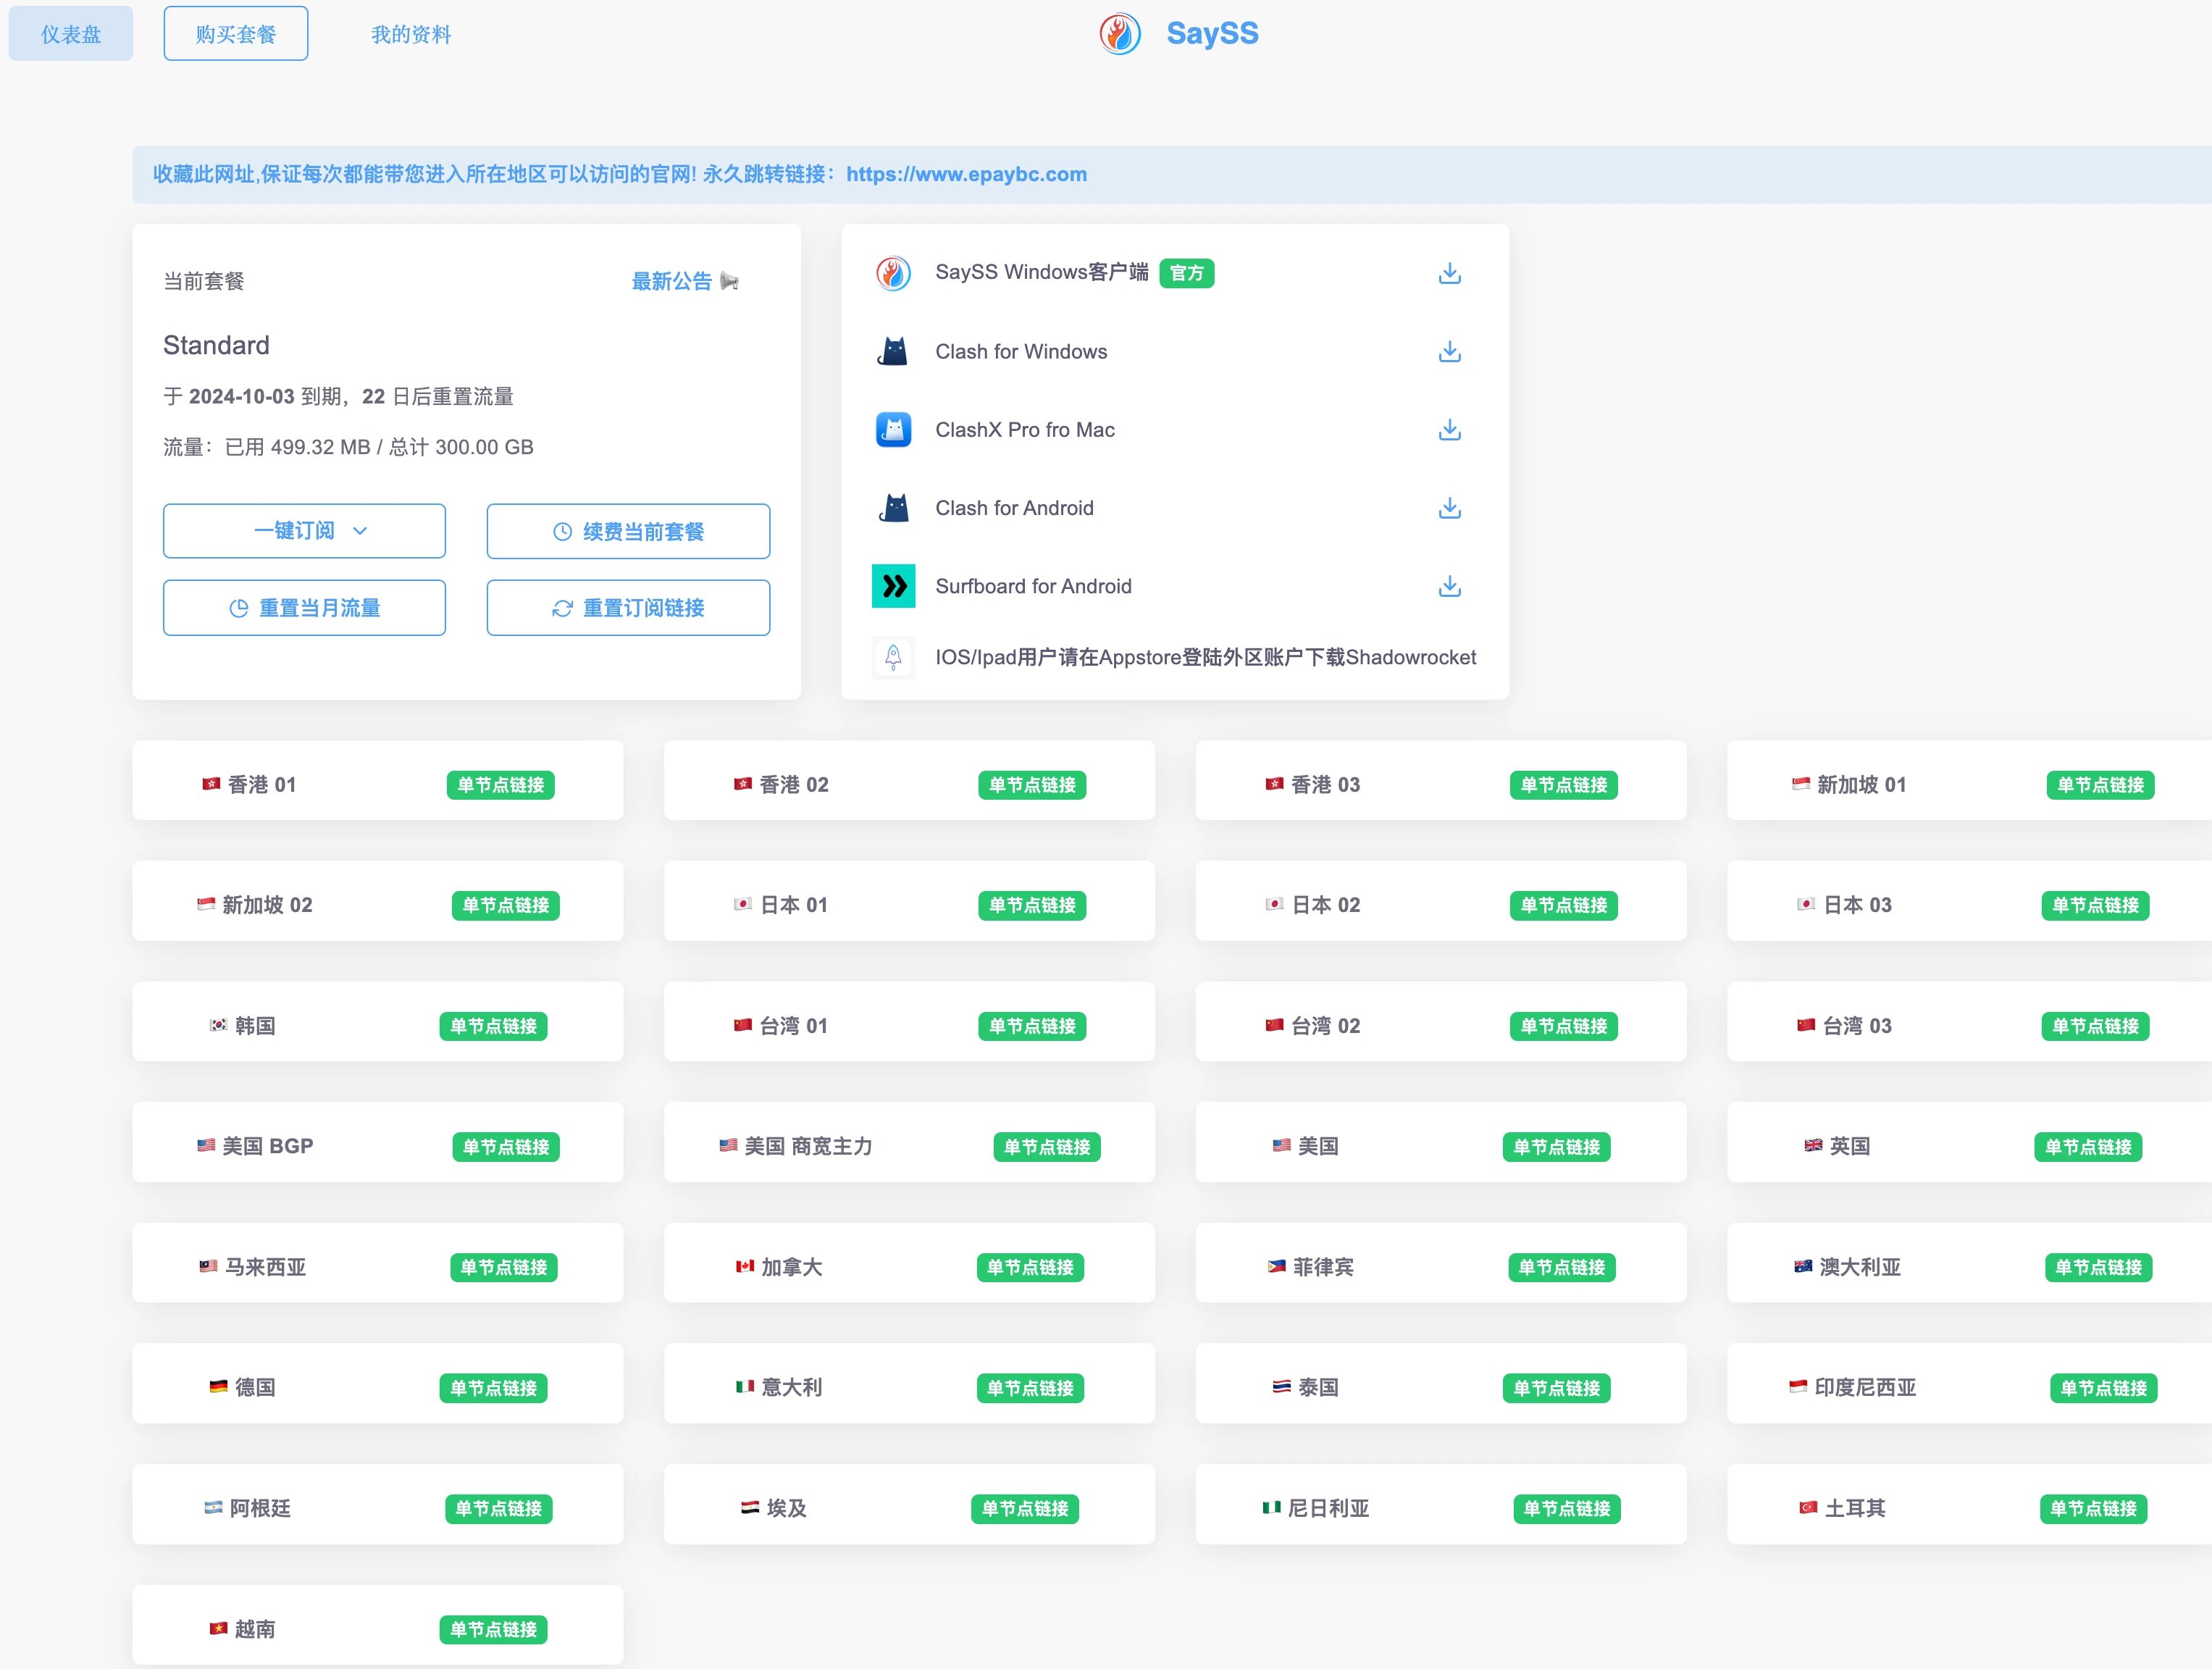 仪表盘
购买套餐
我的资料
SaySS
收藏此网址,保证每次都能带您进入所在地区可以访问的官网! 永久跳转链接：https://www.epaybc.com
当前套餐
最新公告
Standard
于 2024-10-03 到期，22 日后重置流量
流量：已用 499.32 MB / 总计 300.00 GB
一键订阅
续费当前套餐
重置当月流量
重置订阅链接
SaySS Windows客户端 官方
Clash for Windows
ClashX Pro fro Mac
Clash for Android
Surfboard for Android
IOS/Ipad用户请在Appstore登陆外区账户下载Shadowrocket
香港 01 单节点链接
香港 02 单节点链接
香港 03 单节点链接
新加坡 01 单节点链接
新加坡 02 单节点链接
日本 01 单节点链接
日本 02 单节点链接
日本 03 单节点链接
韩国 单节点链接
台湾 01 单节点链接
台湾 02 单节点链接
台湾 03 单节点链接
美国 BGP 单节点链接
美国 商宽主力 单节点链接
美国 单节点链接
英国 单节点链接
马来西亚 单节点链接
加拿大 单节点链接
菲律宾 单节点链接
澳大利亚 单节点链接
德国 单节点链接
意大利 单节点链接
泰国 单节点链接
印度尼西亚 单节点链接
阿根廷 单节点链接
埃及 单节点链接
尼日利亚 单节点链接
土耳其 单节点链接
越南 单节点链接